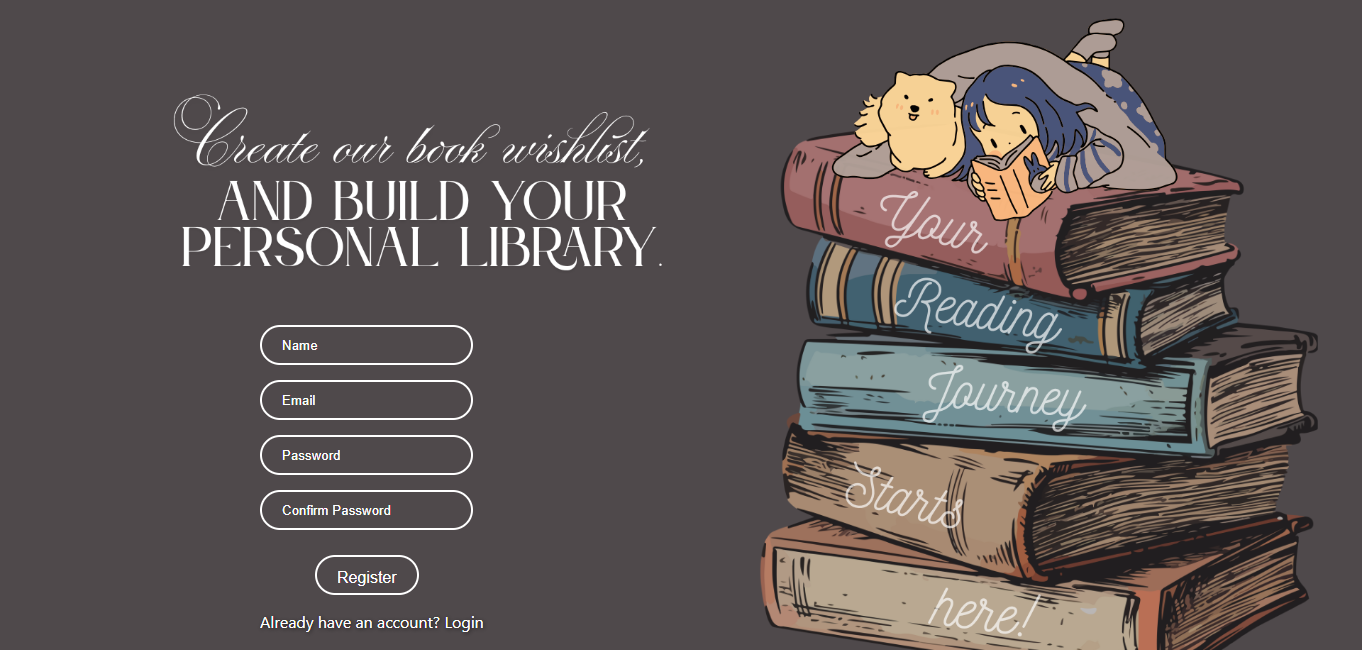 Create our book wishlist,
AND BUILD YOUR
PERSONAL LIBRARY.
Name
Email
Password
Confirm Password
Register
Already have an account? Login
Your
Reading
Journey
Starts
here!